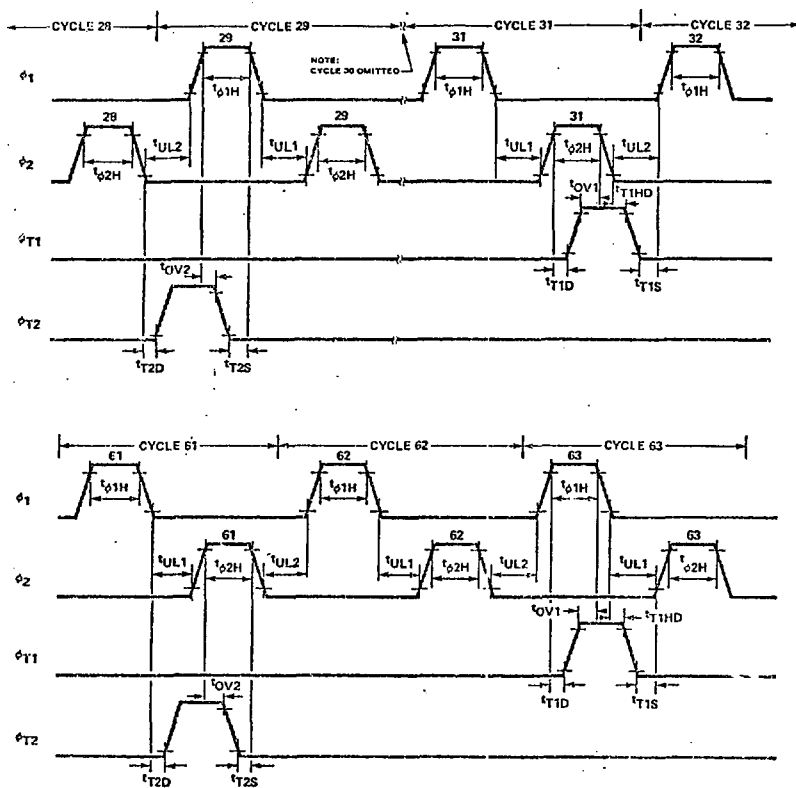 CYCLE 28 CYCLE 29 CYCLE 31 CYCLE 32
29 31 32
NOTE:
CYCLE 30 OMITTED
ϕ1 tϕ1H tϕ1H tϕ1H
28 29 31
ϕ2 tUL2 tUL1 tUL1 tUL2
tϕ2H tϕ2H tϕ2H
tOV1 tT1HD
ϕT1
tOV2 tT1D tT1S
ϕT2
tT2D tT2S
CYCLE 61 CYCLE 62 CYCLE 63
61 62 63
ϕ1 tϕ1H tϕ1H tϕ1H
61 62 63
ϕ2 tUL1 tUL2 tUL1 tUL2 tUL1
tϕ2H tϕ2H tϕ2H
tOV1 tT1HD
ϕT1
tOV2 tT1D tT1S
ϕT2
tT2D tT2S